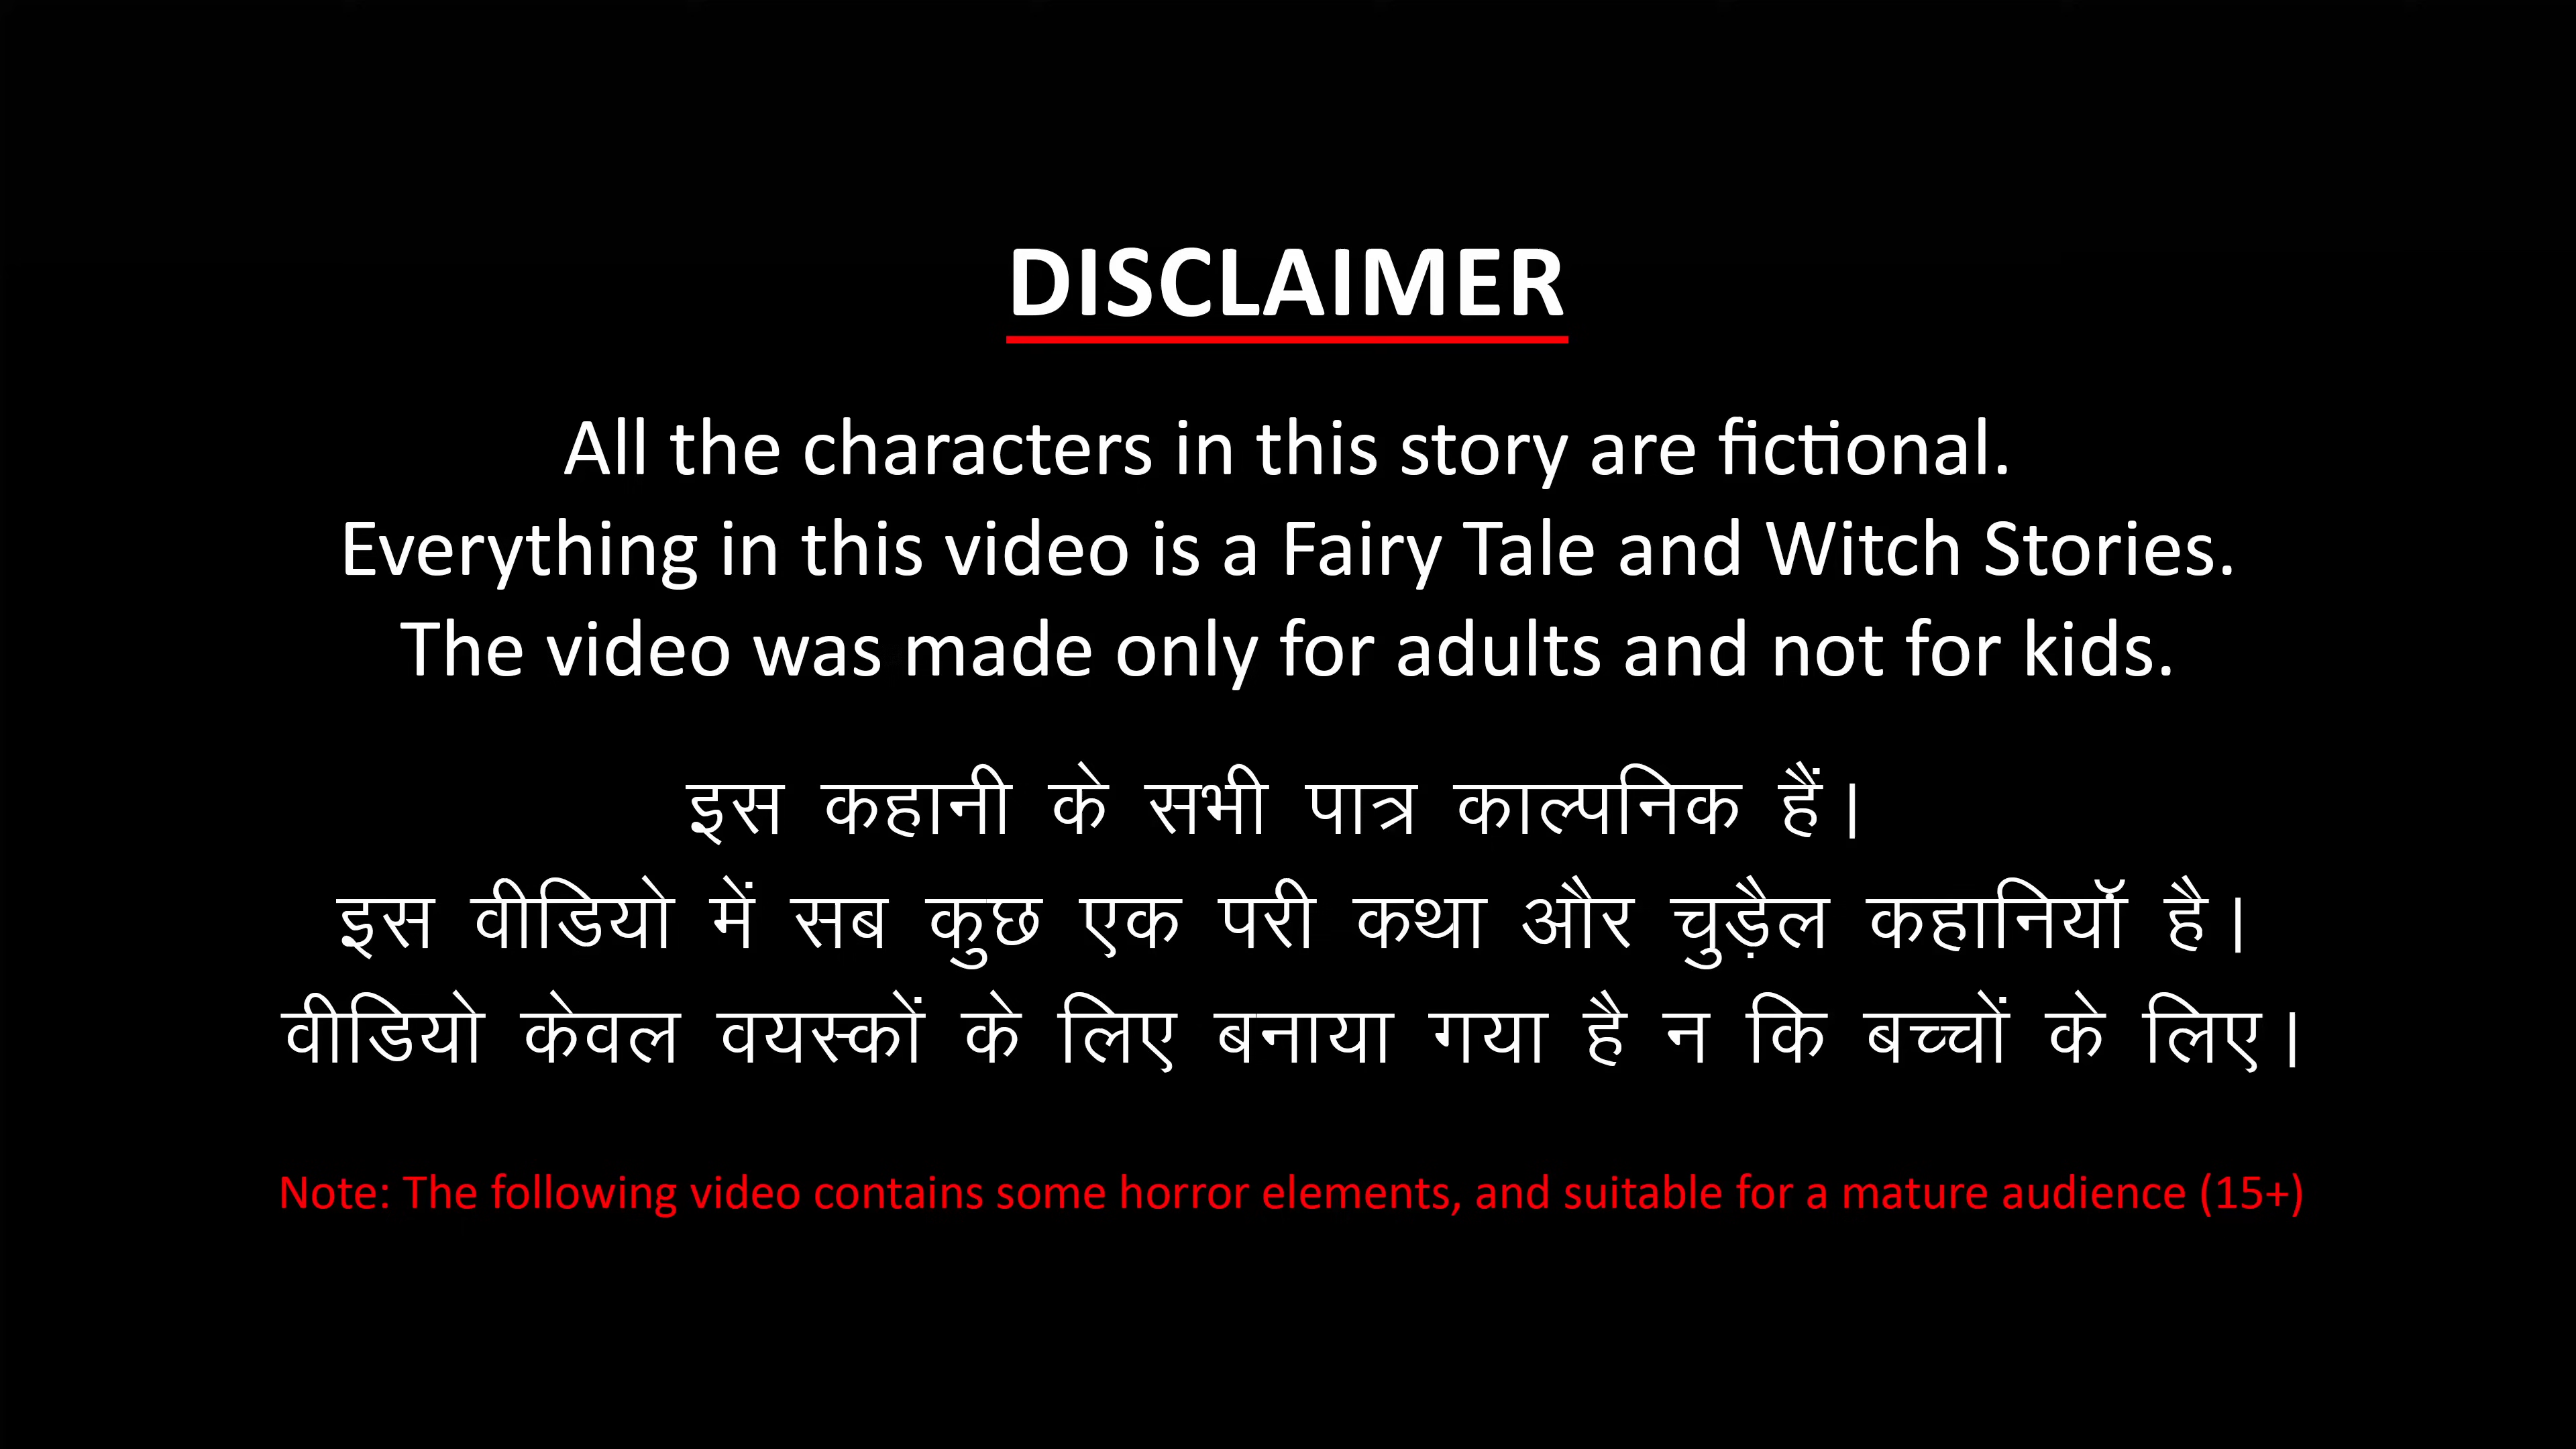 DISCLAIMER
All the characters in this story are fictional.
Everything in this video is a Fairy Tale and Witch Stories.
The video was made only for adults and not for kids.
इस कहानी के सभी पात्र काल्पनिक हैं।
इस वीडियो में सब कुछ एक परी कथा और चुड़ैल कहानियॉ है।
वीडियो केवल वयस्कों के लिए बनाया गया है न कि बच्चों के लिए।
Note: The following video contains some horror elements, and suitable for a mature audience (15+)